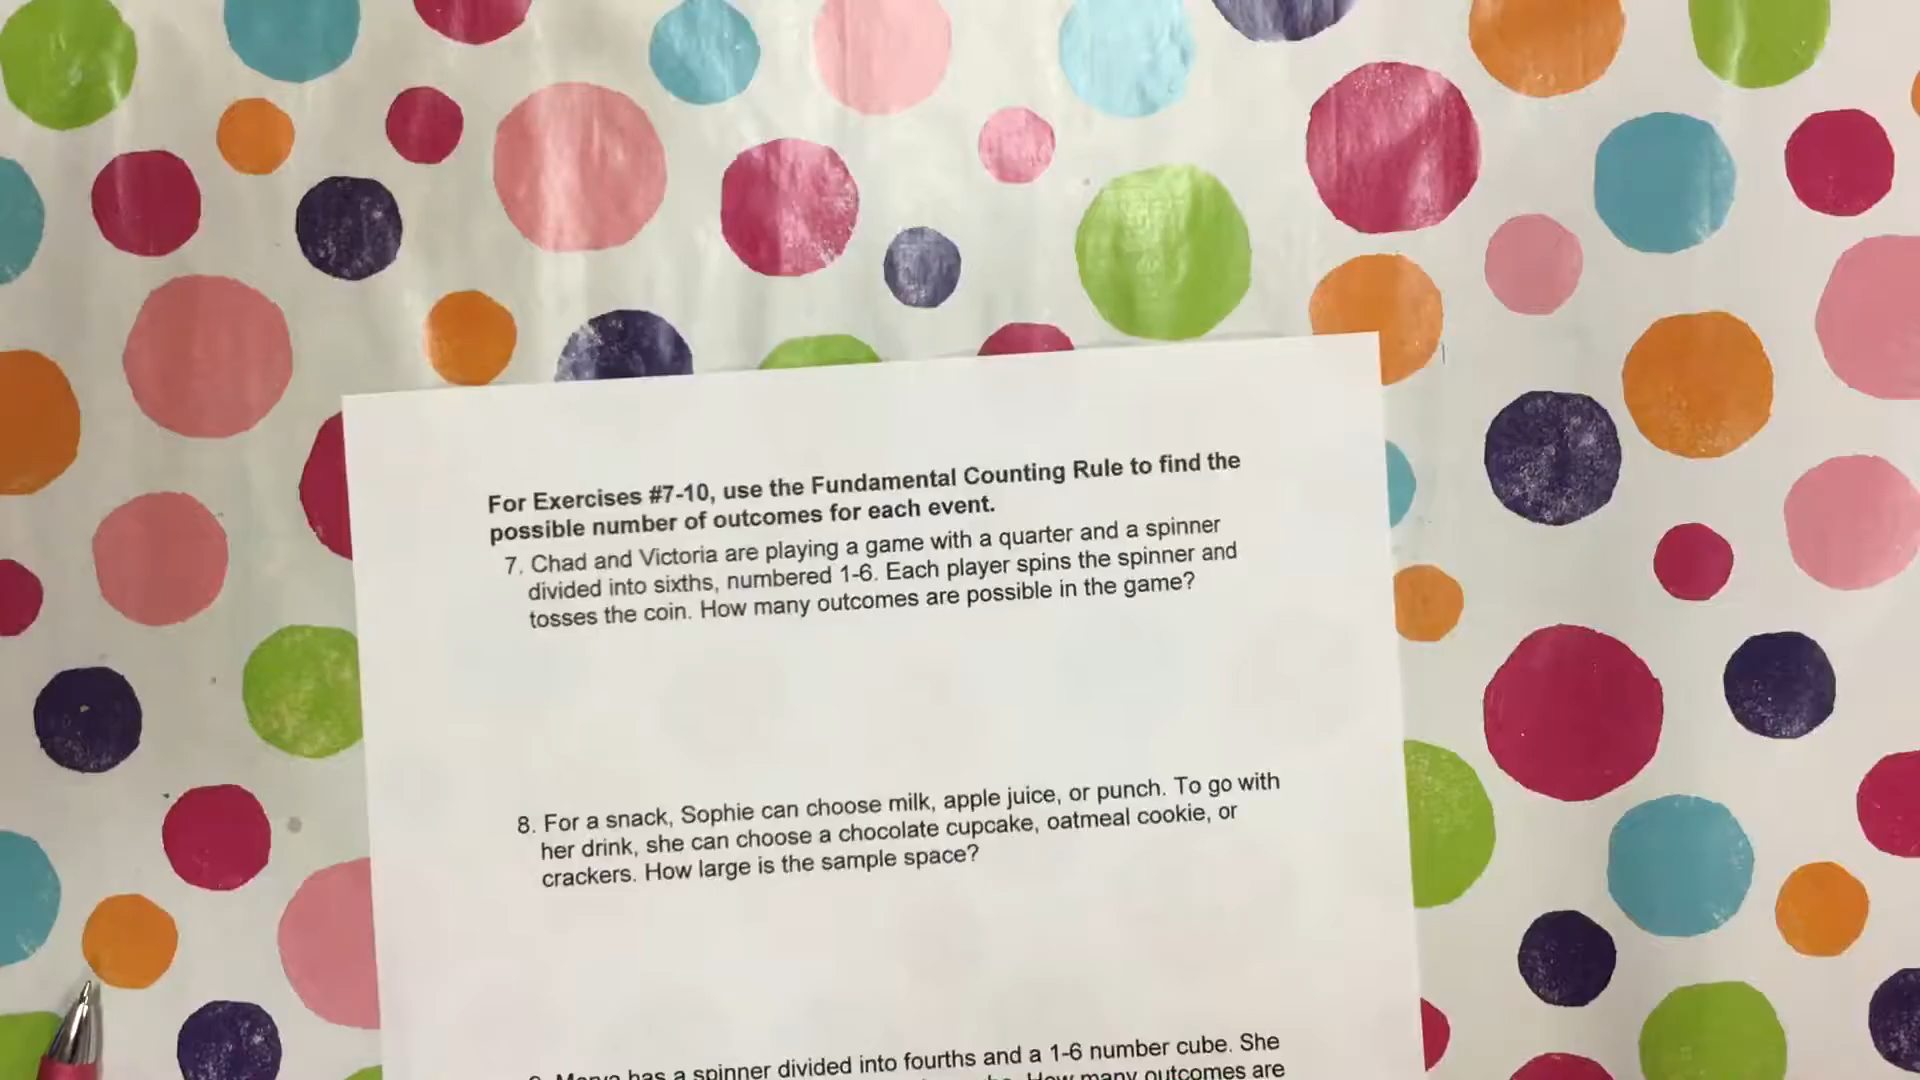 For Exercises #7-10, use the Fundamental Counting Rule to find the
possible number of outcomes for each event.
7. Chad and Victoria are playing a game with a quarter and a spinner
divided into sixths, numbered 1-6. Each player spins the spinner and
tosses the coin. How many outcomes are possible in the game?
8. For a snack, Sophie can choose milk, apple juice, or punch. To go with
her drink, she can choose a chocolate cupcake, oatmeal cookie, or
crackers. How large is the sample space?
has a spinner divided into fourths and a 1-6 number cube. She
How many outcomes are